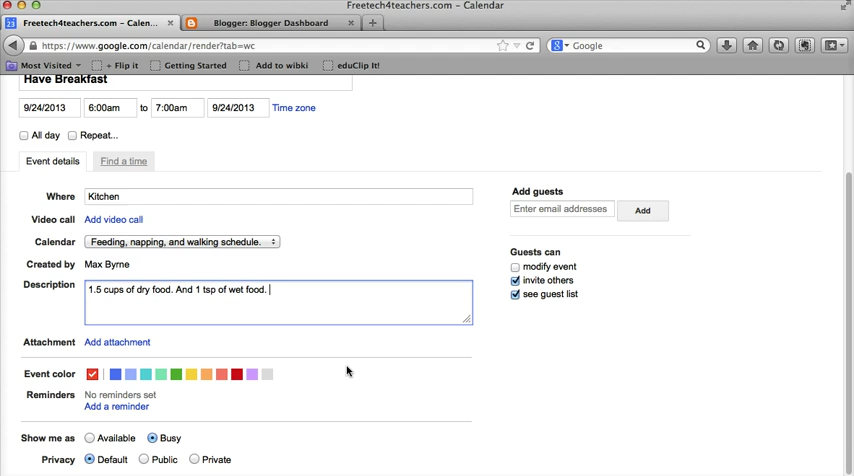 Freetech4teachers.com – Calendar
23 Freetech4teachers.com – Calen... × Blogger: Blogger Dashboard × +
https://www.google.com/calendar/render?tab=wc Google
Most Visited + Flip it Getting Started Add to wibki eduClip It!
Have Breakfast
9/24/2013 6:00am to 7:00am 9/24/2013 Time zone
All day Repeat...
Event details Find a time
Where Kitchen
Video call Add video call
Calendar Feeding, napping, and walking schedule.
Created by Max Byrne
Description 1.5 cups of dry food. And 1 tsp of wet food.
Attachment Add attachment
Event color
Reminders No reminders set
Add a reminder
Show me as Available Busy
Privacy Default Public Private
Add guests
Enter email addresses Add
Guests can
modify event
invite others
see guest list